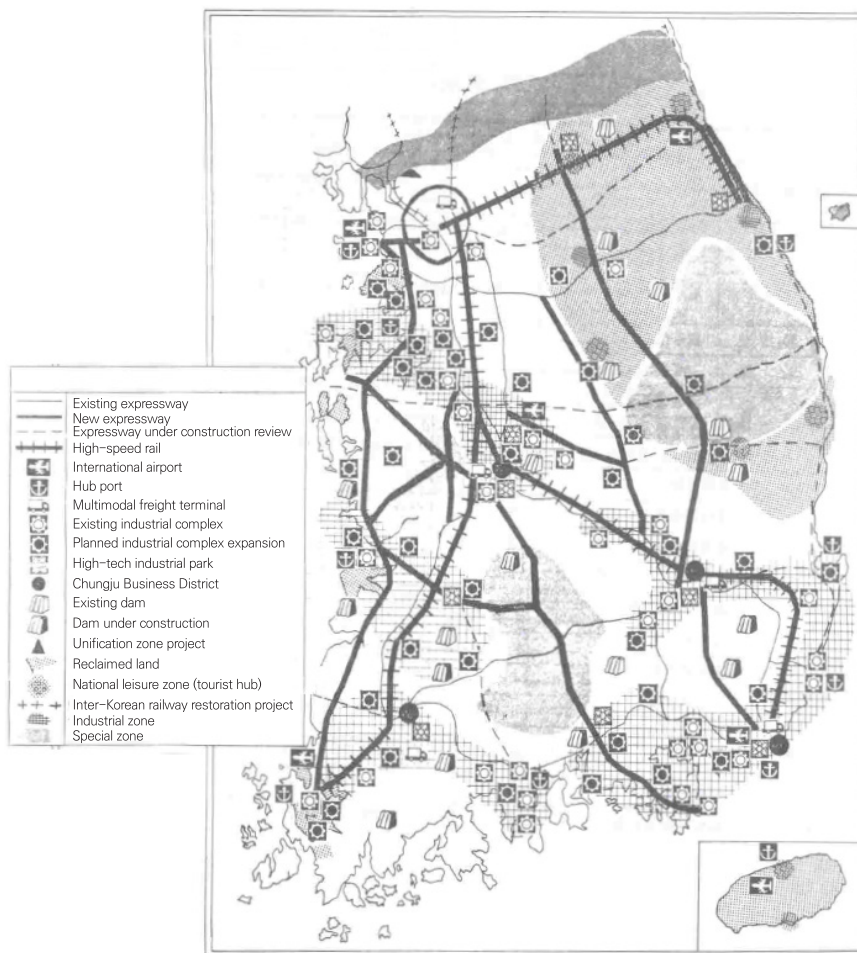 Existing expressway
New expressway
Expressway under construction review
High-speed rail
International airport
Hub port
Multimodal freight terminal
Existing industrial complex
Planned industrial complex expansion
High-tech industrial park
Chungju Business District
Existing dam
Dam under construction
Unification zone project
Reclaimed land
National leisure zone (tourist hub)
Inter-Korean railway restoration project
Industrial zone
Special zone